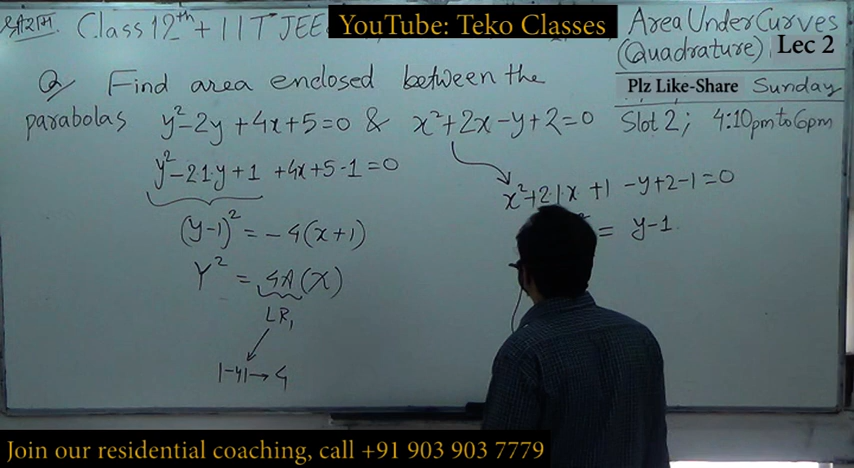 Class 12th + IIT JEE
YouTube: Teko Classes
Area Under Curves
(Quadrature) Lec 2
Plz Like-Share Sunday
Slot 2; 4:10pm to 6pm
Q Find area enclosed between the
parabolas y²-2y+4x+5=0 & x²+2x-y+2=0
y²-2·1·y+1 +4x+5-1=0
(y-1)² = -4(x+1)
Y² = 4A(X)
LR₁
|-4|→4
x²+2·1·x+1-y+2-1=0
² = y-1
Join our residential coaching, call +91 903 903 7779